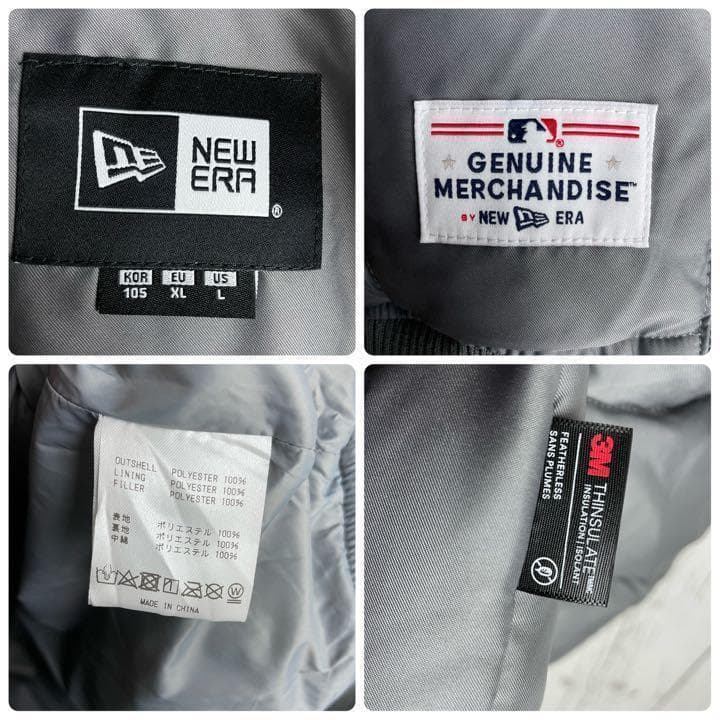 NEW
ERA
®
KOR EU US
105 XL L
GENUINE
MERCHANDISE™
BY NEW ERA
OUTSHELL POLYESTER 100%
LINING POLYESTER 100%
FILLER POLYESTER 100%
表地 ポリエステル 100%
裏地 ポリエステル 100%
中綿 ポリエステル 100%
MADE IN CHINA
3M THINSULATE
INSULATION | ISOLANT
FEATHERLESS
SANS PLUMES